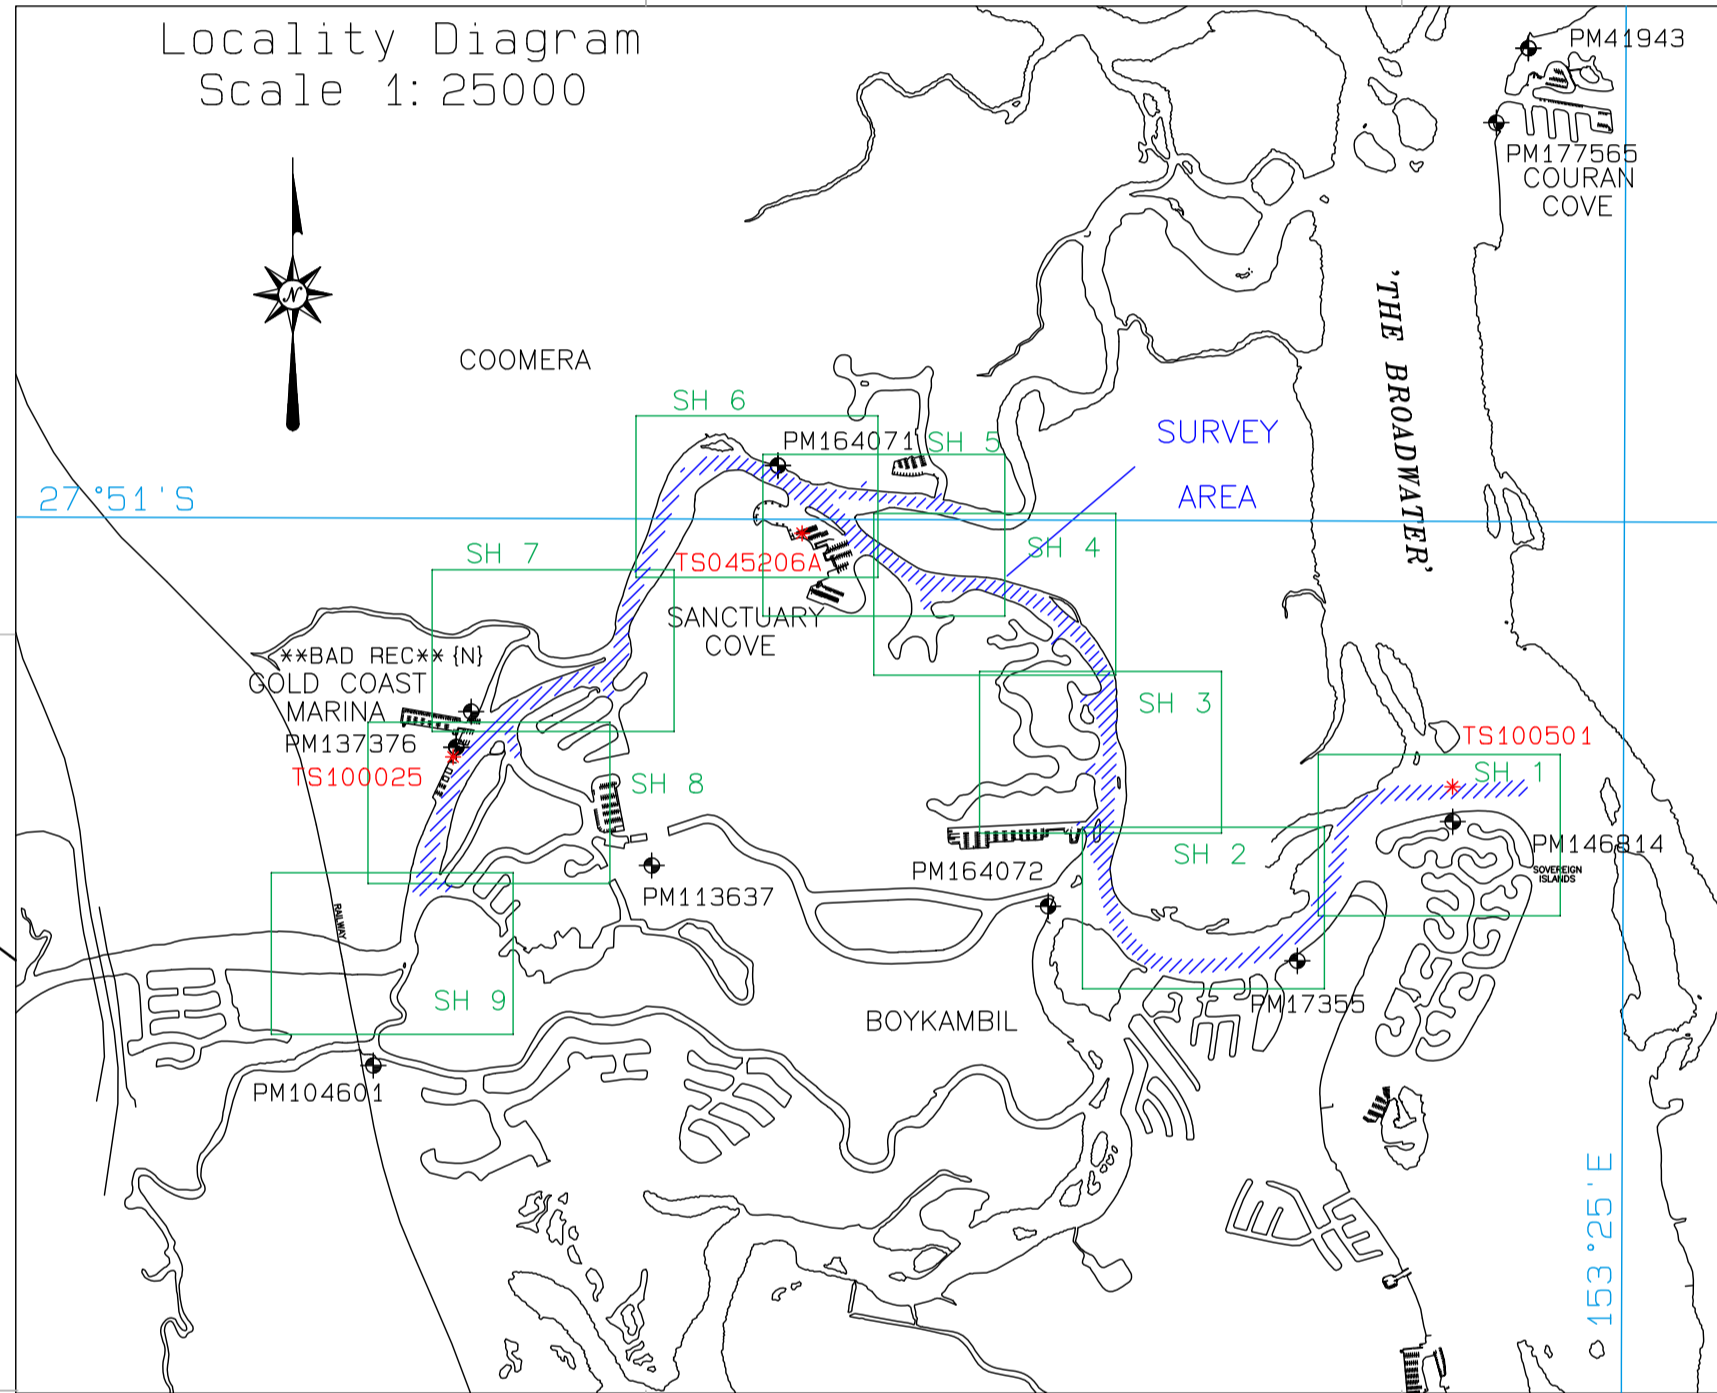 Locality Diagram
Scale 1: 25000
PM41943
PM177565
COURAN
COVE
N
'THE BROADWATER'
COOMERA
SH 6
PM164071
SH 5
SURVEY
AREA
27°51'S
SH 7
TS045206A
SH 4
SANCTUARY
COVE
**BAD REC** {N}
GOLD COAST
MARINA
PM137376
TS100025
SH 3
TS100501
SH 1
SH 8
SH 2
PM146814
SOVEREIGN
ISLANDS
PM164072
PM113637
RAILWAY
SH 9
PM17355
BOYKAMBIL
PM104601
153°25'E